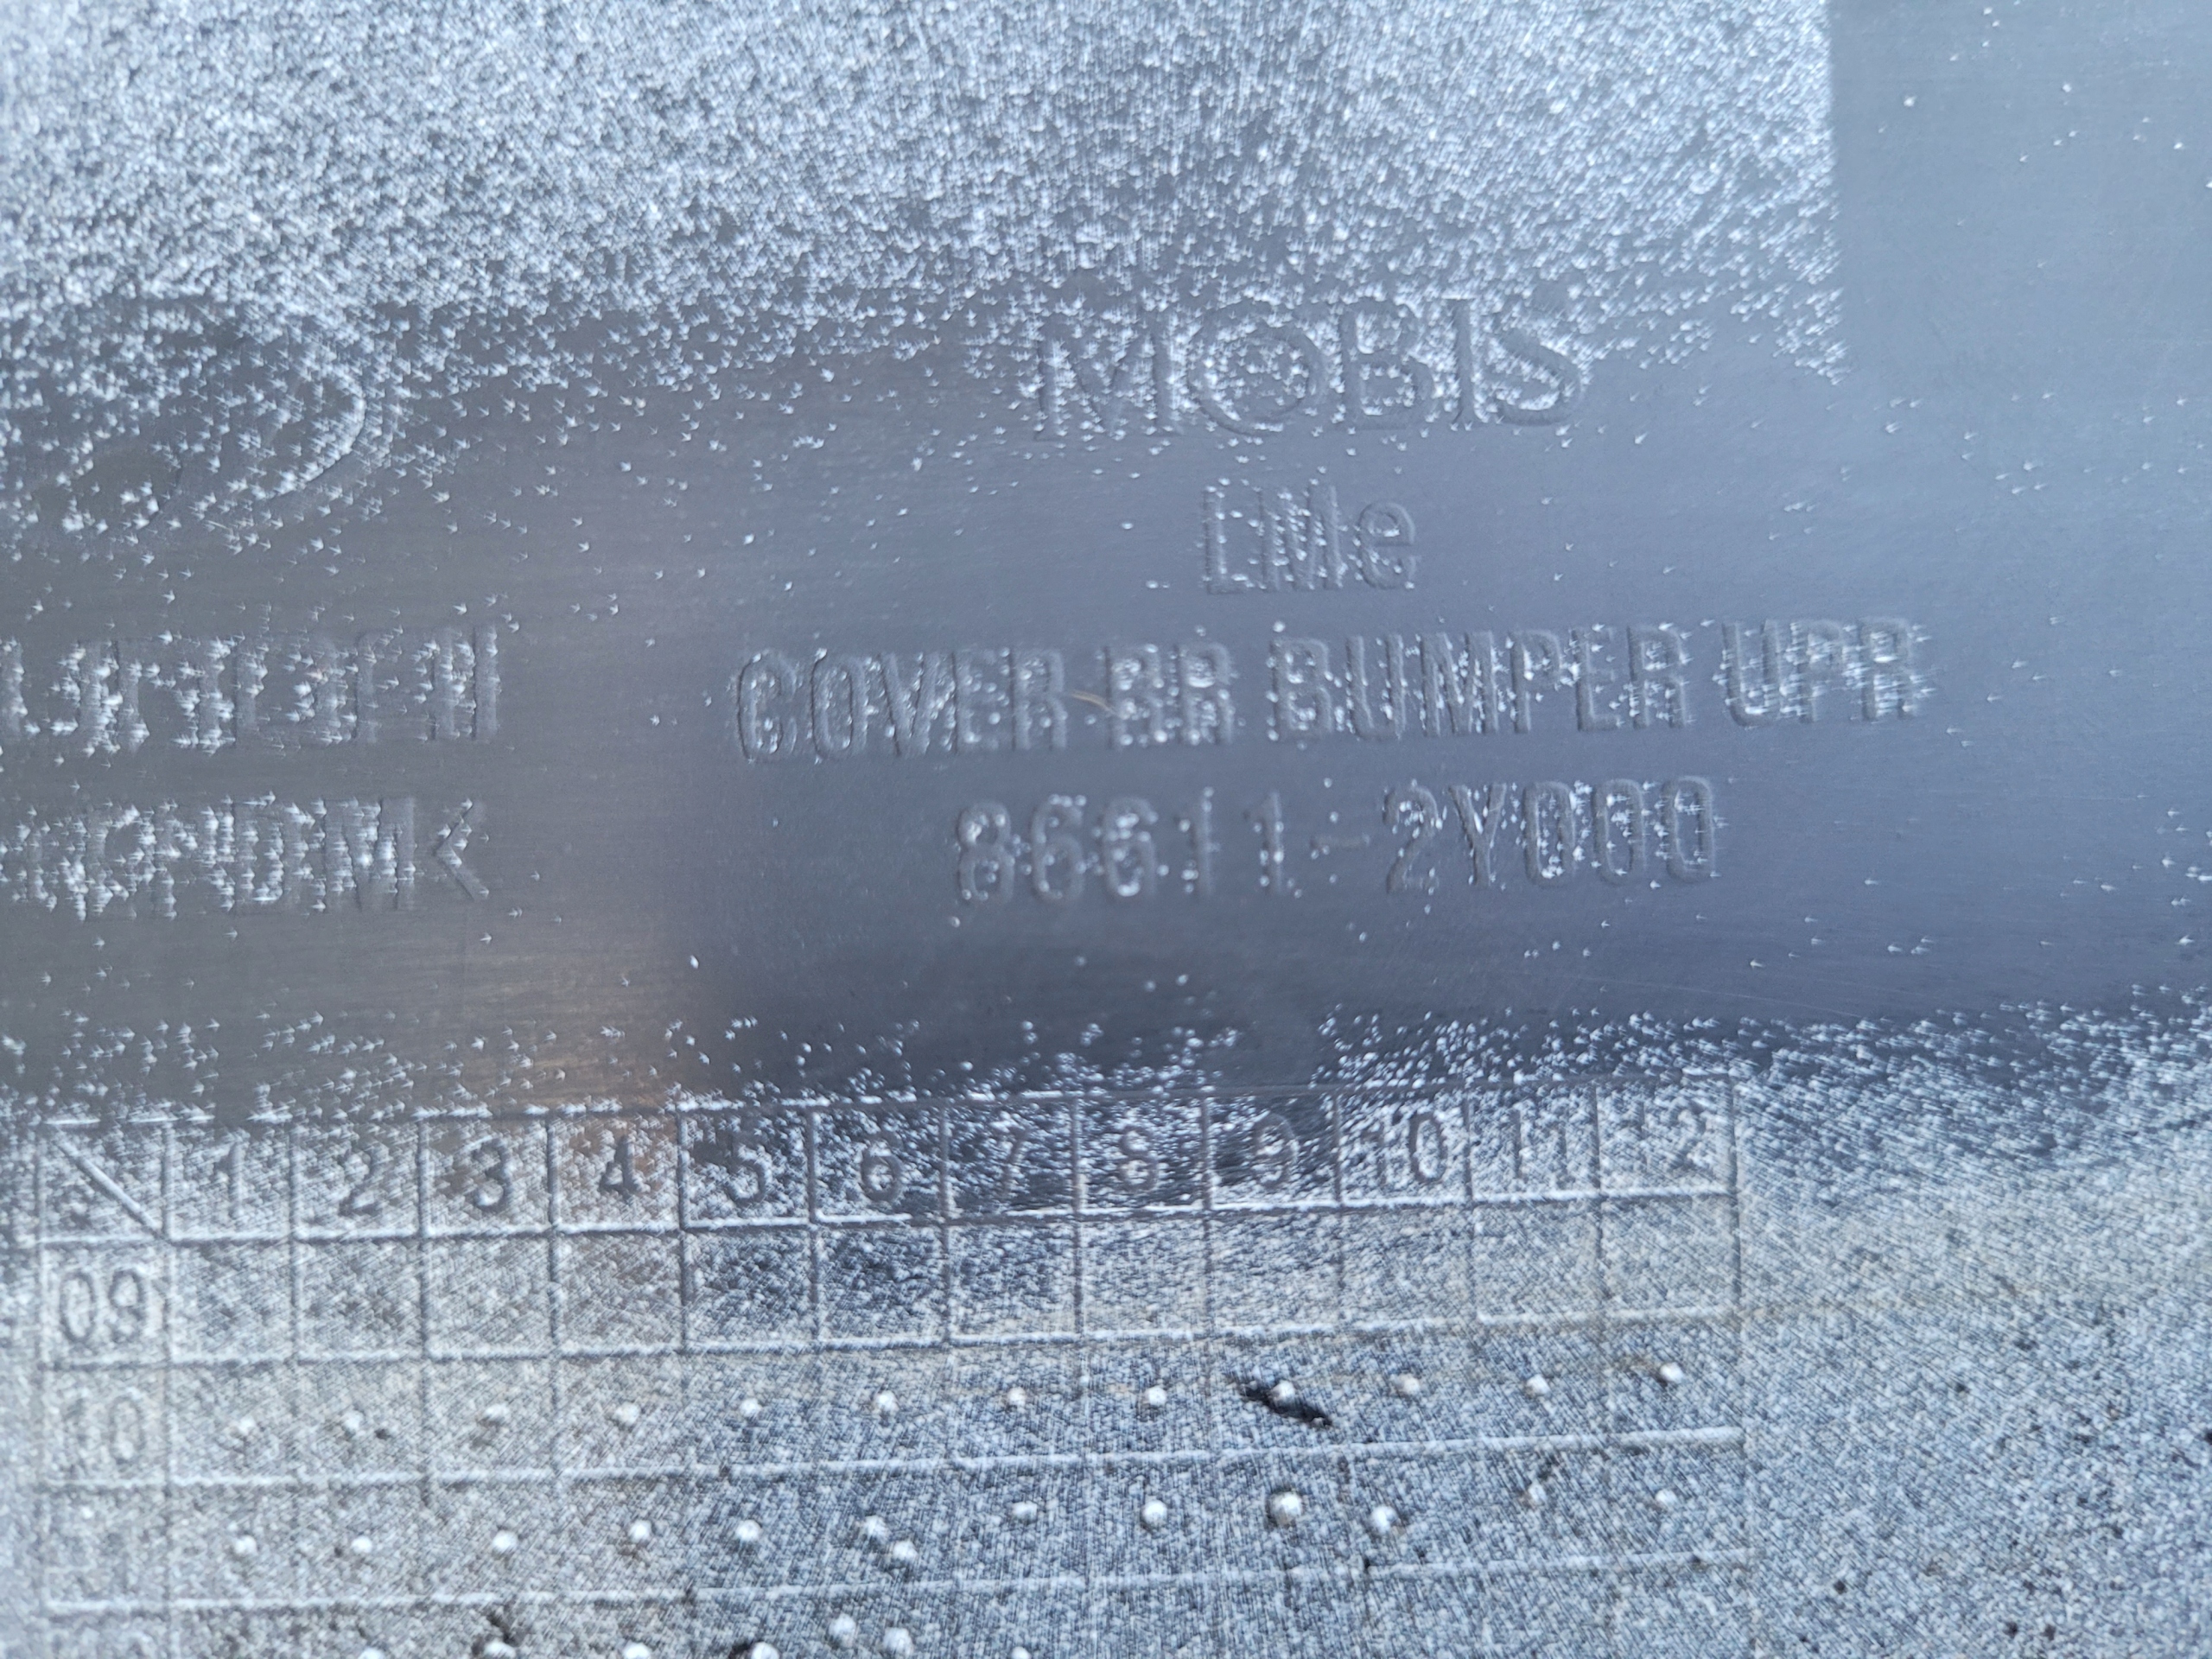 MOBIS
LMe
COVER-RR BUMPER UPR
86611-2Y000
1 2 3 4 5 6 7 8 9 10 11 12
09
10
11